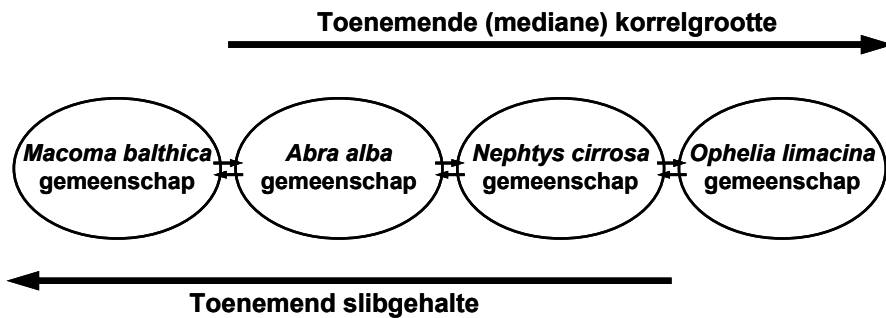 Toenemende (mediane) korrelgrootte
Macoma balthica
gemeenschap
Abra alba
gemeenschap
Nephtys cirrosa
gemeenschap
Ophelia limacina
gemeenschap
Toenemend slibgehalte